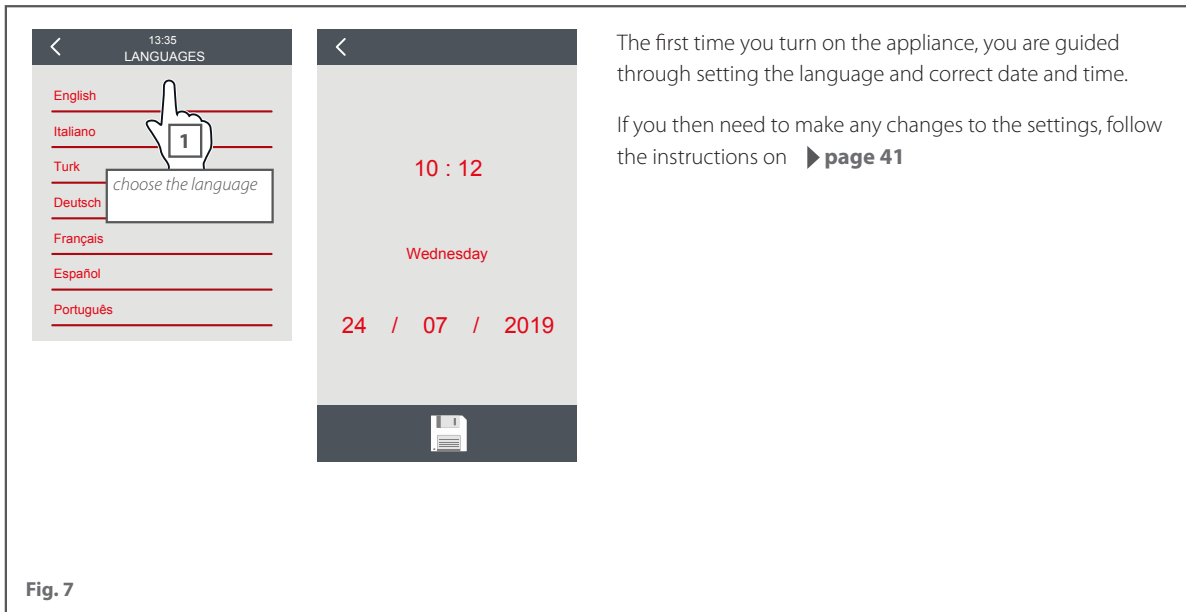 13:35
LANGUAGES
English
Italiano
Turk
Deutsch
Français
Español
Português
1
choose the language
10 : 12
Wednesday
24 / 07 / 2019
The first time you turn on the appliance, you are guided
through setting the language and correct date and time.
If you then need to make any changes to the settings, follow
the instructions on page 41
Fig. 7